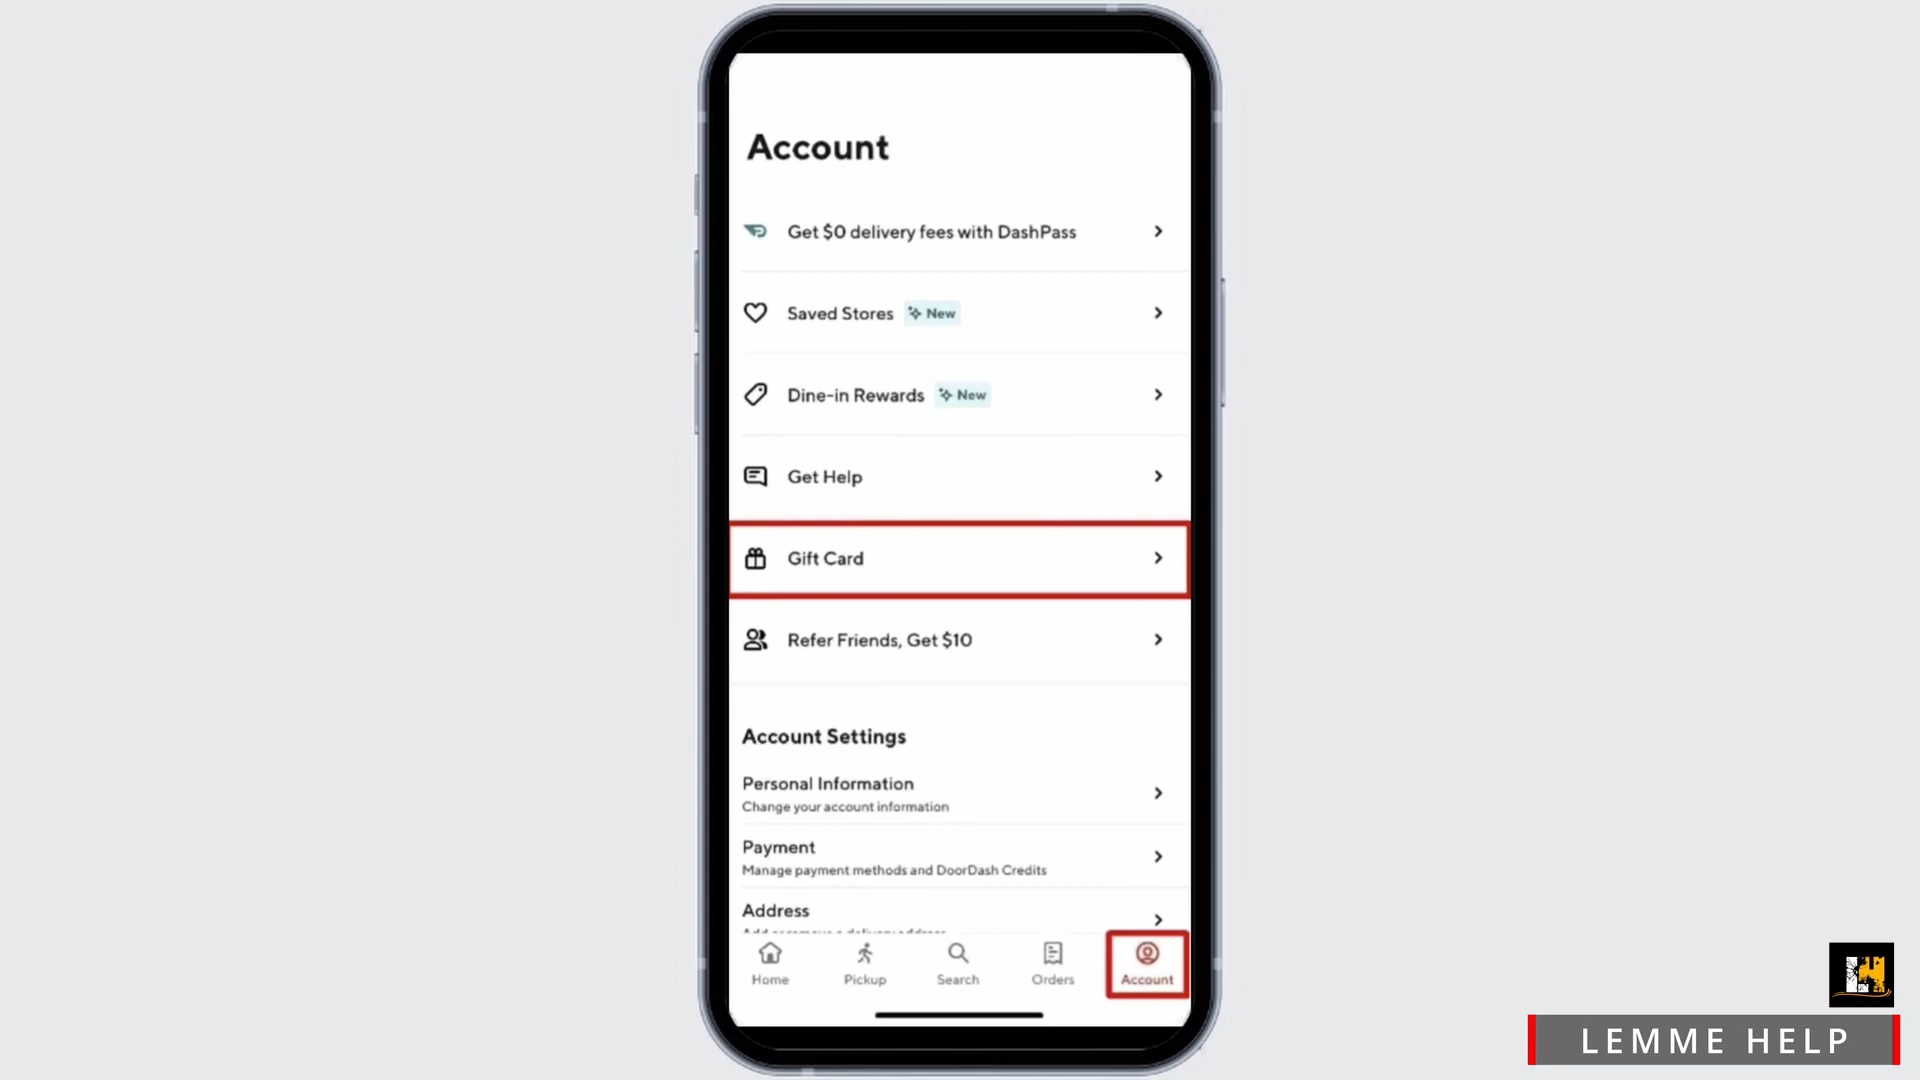 Account
Get $0 delivery fees with DashPass
Saved Stores New
Dine-in Rewards New
Get Help
Gift Card
Refer Friends, Get $10
Account Settings
Personal Information
Change your account information
Payment
Manage payment methods and DoorDash Credits
Address
Home Pickup Search Orders Account
LEMME HELP